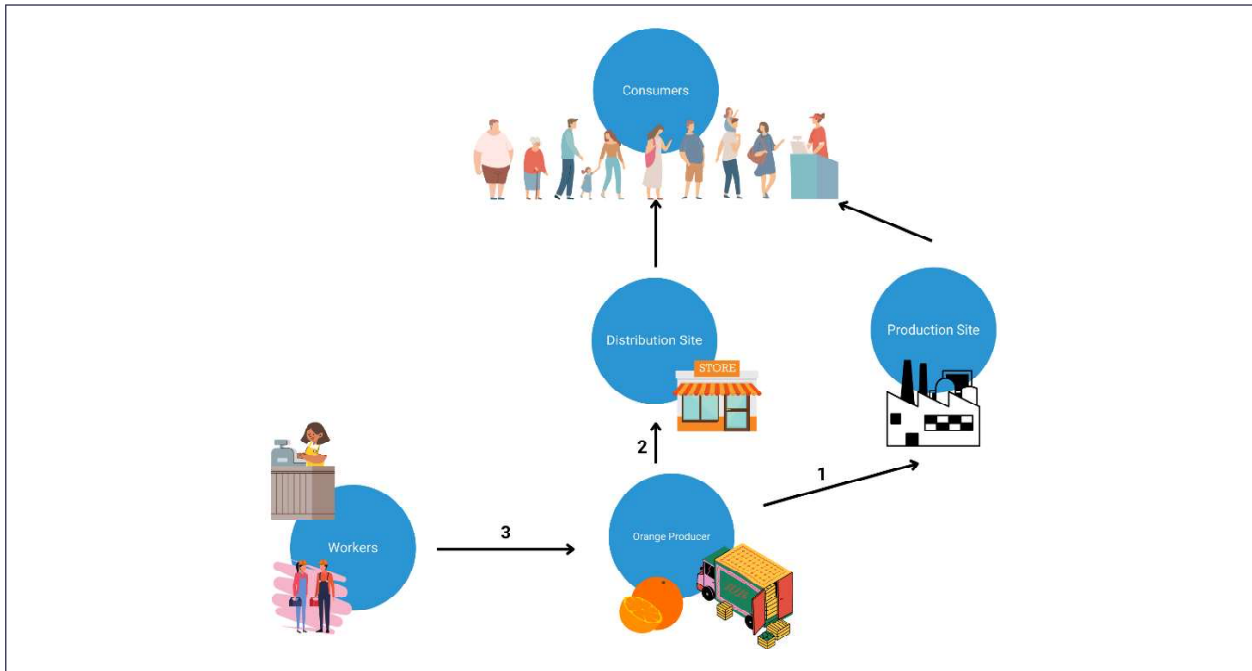 Consumers
Distribution Site
STORE
Production Site
2
1
Orange Producer
3
Workers